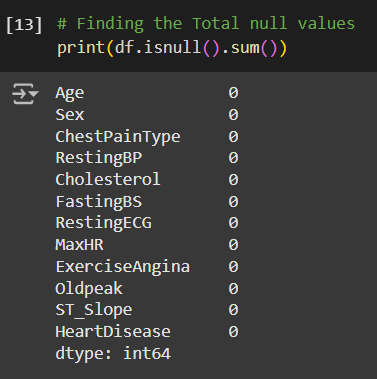 [13] # Finding the Total null values
print(df.isnull().sum())
Age 0
Sex 0
ChestPainType 0
RestingBP 0
Cholesterol 0
FastingBS 0
RestingECG 0
MaxHR 0
ExerciseAngina 0
Oldpeak 0
ST_Slope 0
HeartDisease 0
dtype: int64